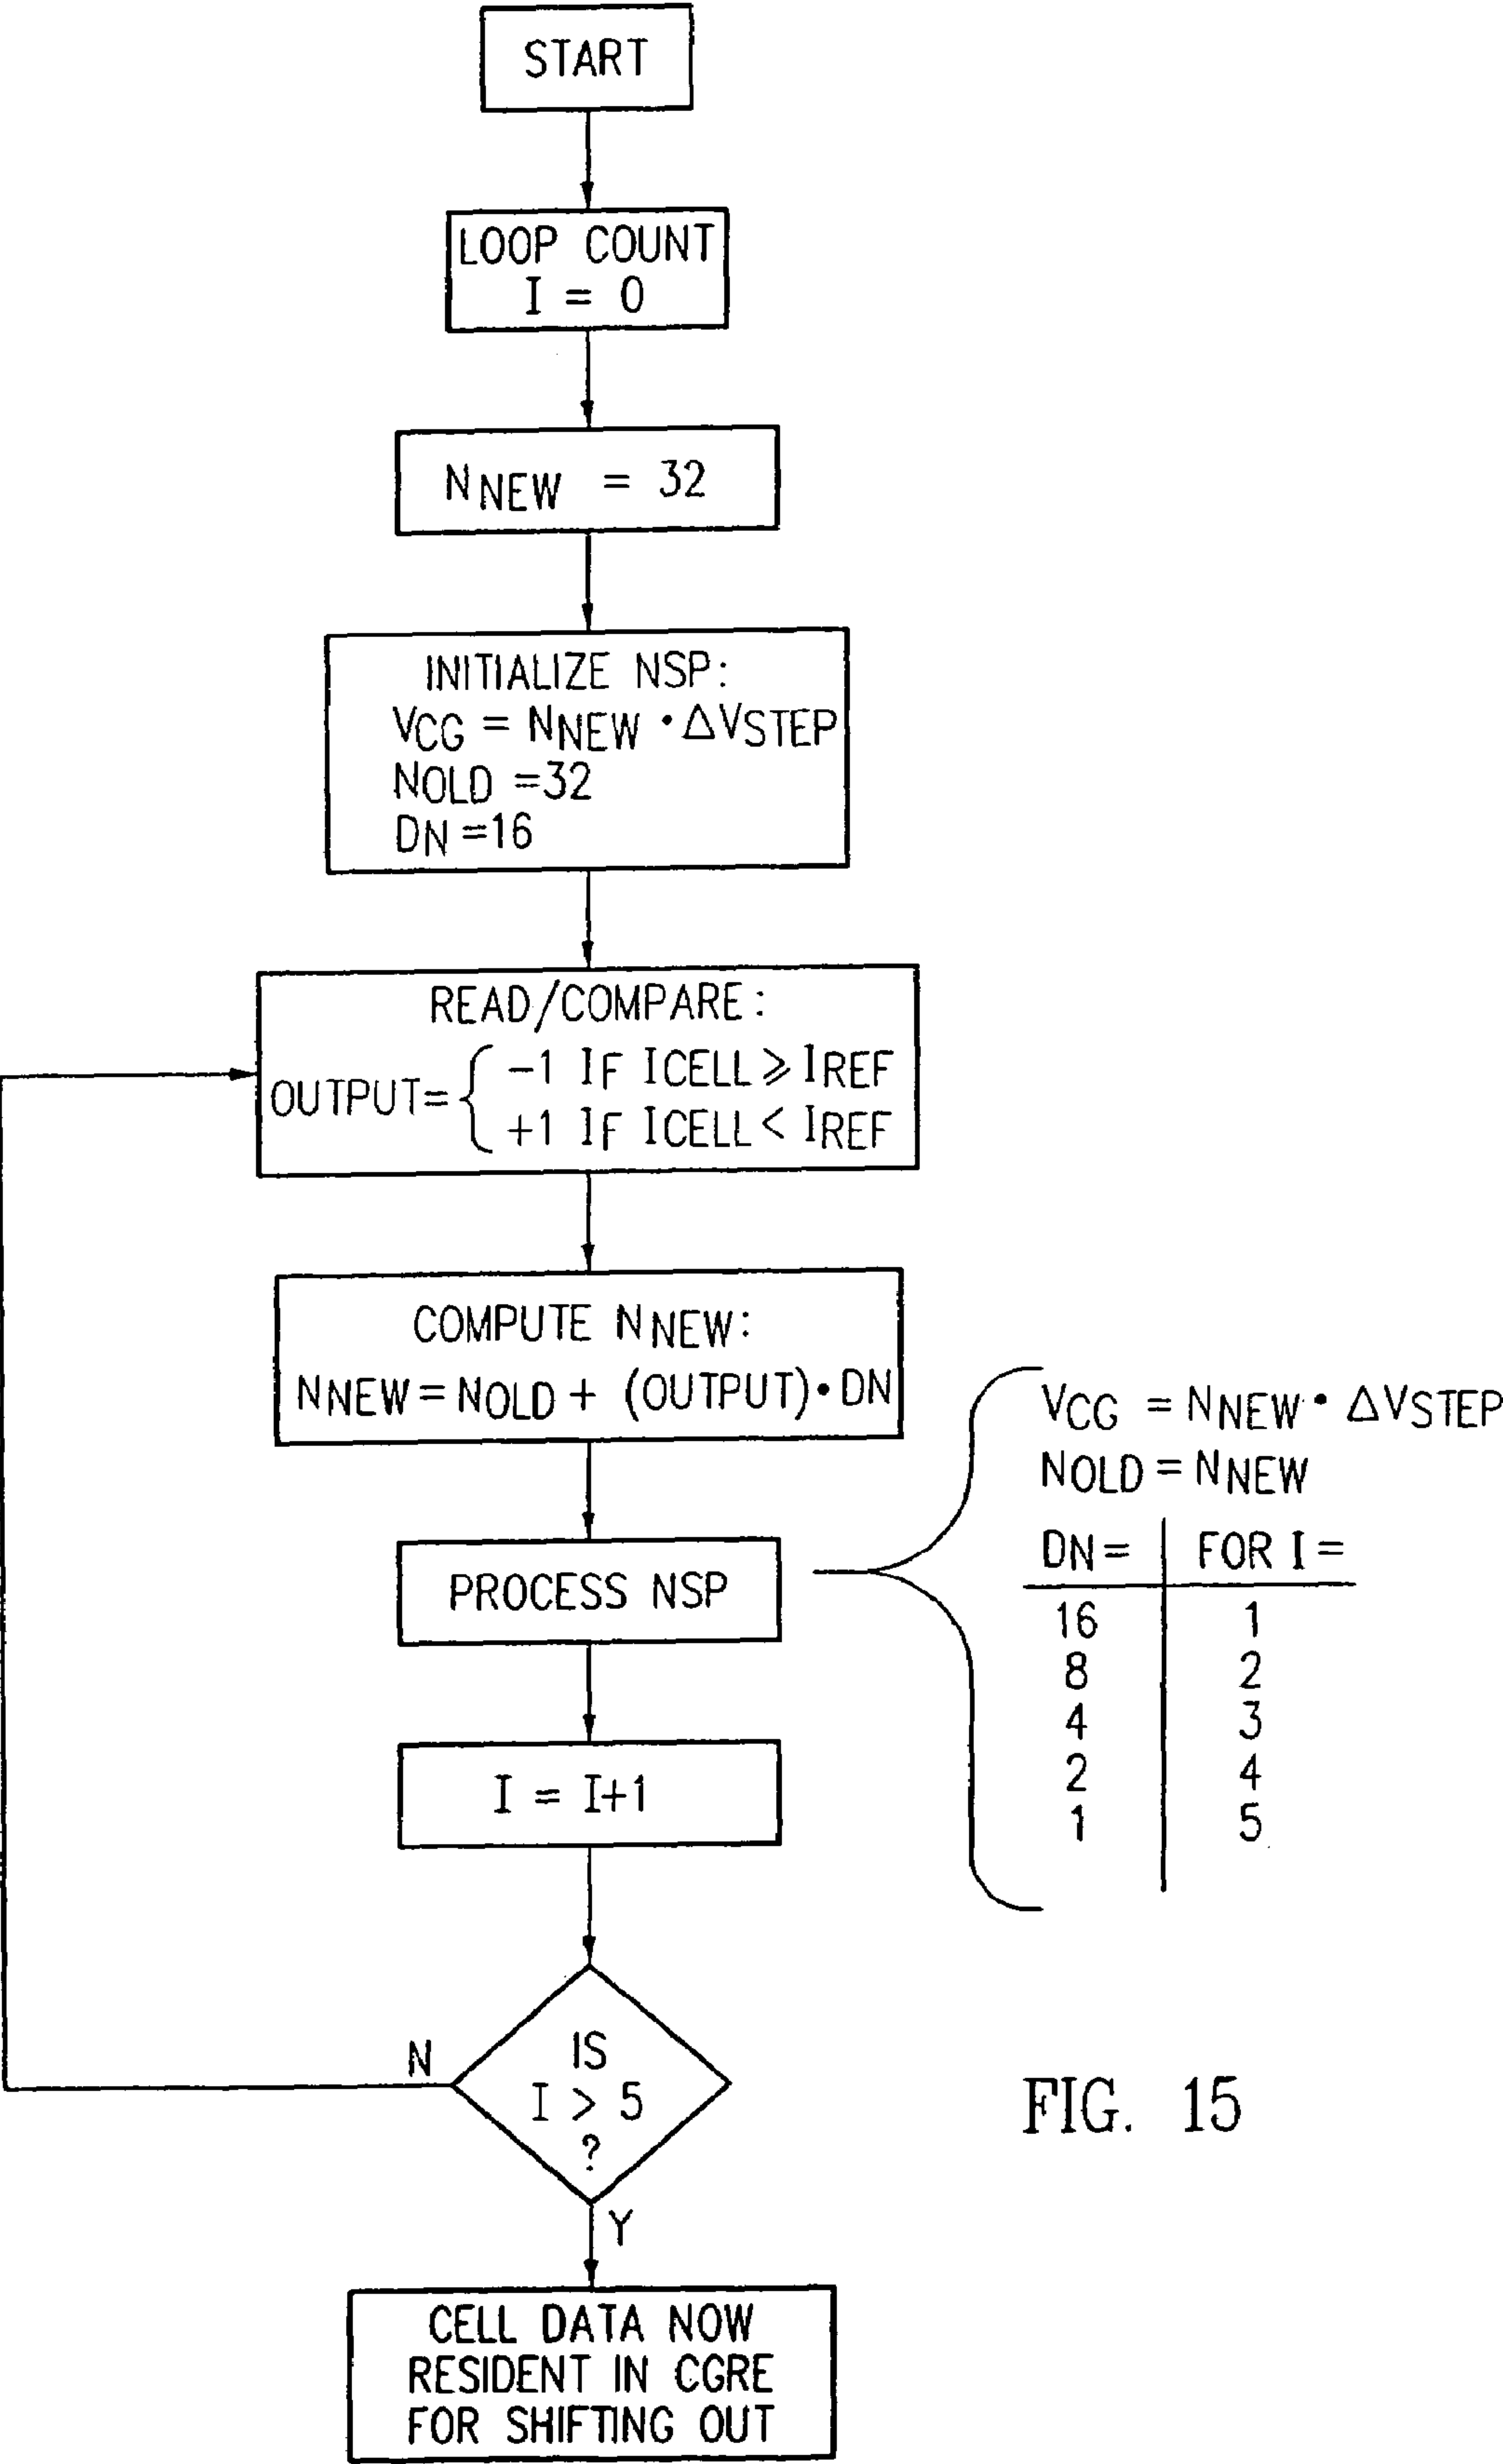 START
LOOP COUNT
I = 0
NNEW = 32
INITIALIZE NSP:
VCG = NNEW • ΔVSTEP
NOLD =32
DN =16
READ/COMPARE:
OUTPUT= { -1 IF ICELL ⩾ IREF
+1 IF ICELL < IREF
COMPUTE NNEW:
NNEW = NOLD + (OUTPUT) • DN
PROCESS NSP
VCG = NNEW • ΔVSTEP
NOLD = NNEW
DN = | FOR I =
16 1
8 2
4 3
2 4
1 5
I = I+1
IS
I > 5
?
N
Y
CELL DATA NOW
RESIDENT IN CGRE
FOR SHIFTING OUT
FIG. 15